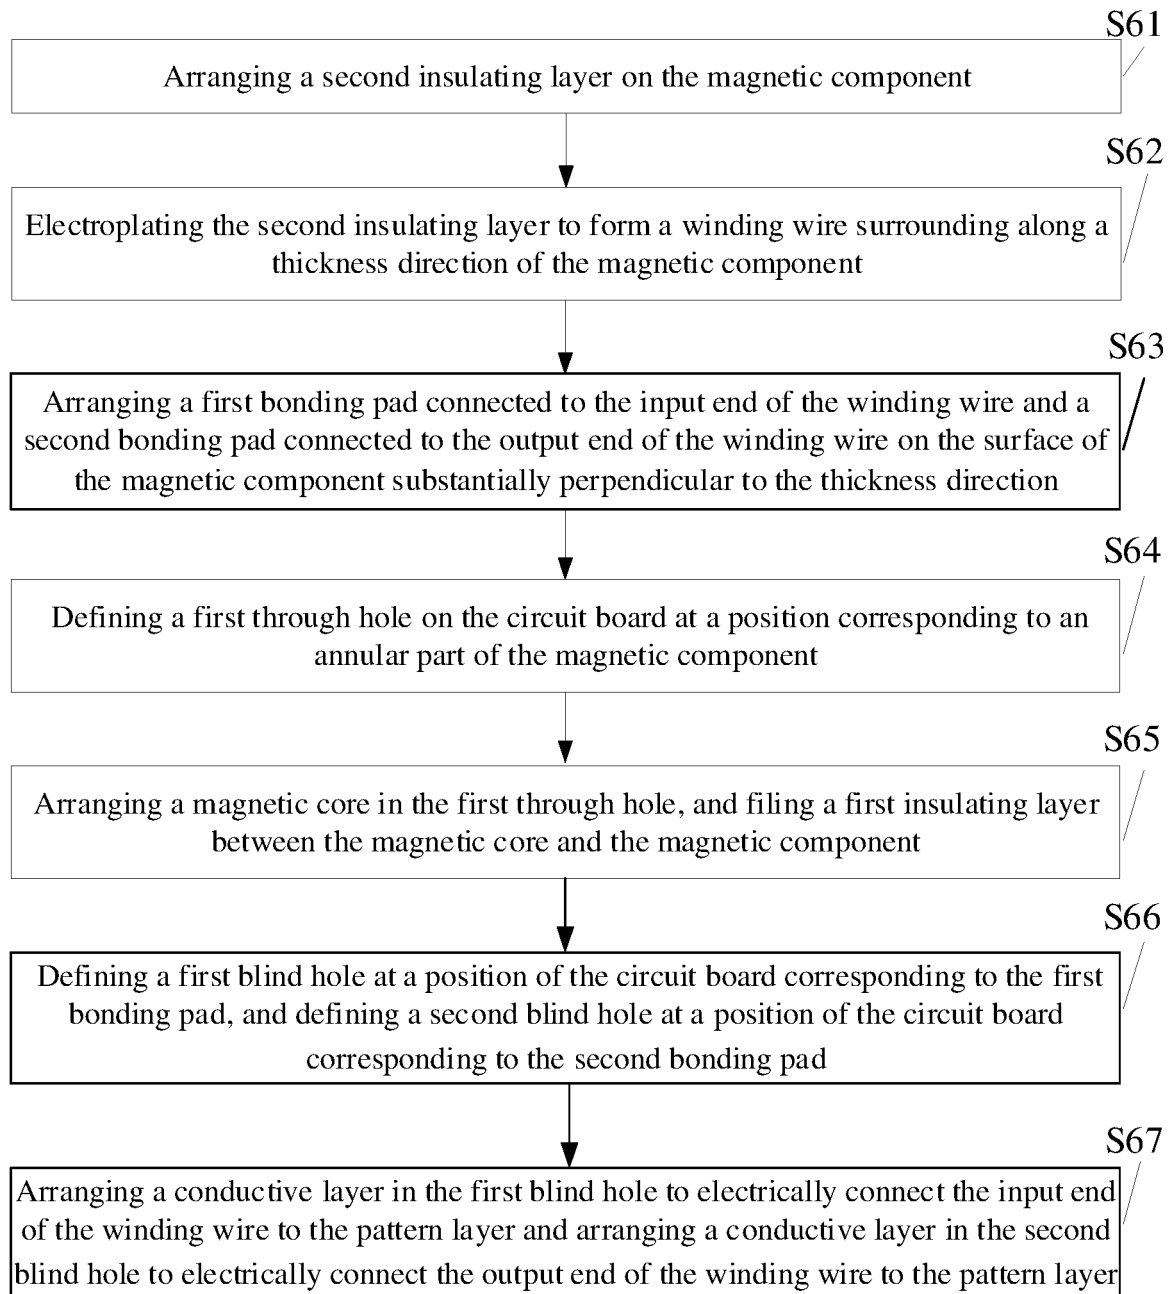 S61
Arranging a second insulating layer on the magnetic component
S62
Electroplating the second insulating layer to form a winding wire surrounding along a
thickness direction of the magnetic component
S63
Arranging a first bonding pad connected to the input end of the winding wire and a
second bonding pad connected to the output end of the winding wire on the surface of
the magnetic component substantially perpendicular to the thickness direction
S64
Defining a first through hole on the circuit board at a position corresponding to an
annular part of the magnetic component
S65
Arranging a magnetic core in the first through hole, and filing a first insulating layer
between the magnetic core and the magnetic component
S66
Defining a first blind hole at a position of the circuit board corresponding to the first
bonding pad, and defining a second blind hole at a position of the circuit board
corresponding to the second bonding pad
S67
Arranging a conductive layer in the first blind hole to electrically connect the input end
of the winding wire to the pattern layer and arranging a conductive layer in the second
blind hole to electrically connect the output end of the winding wire to the pattern layer